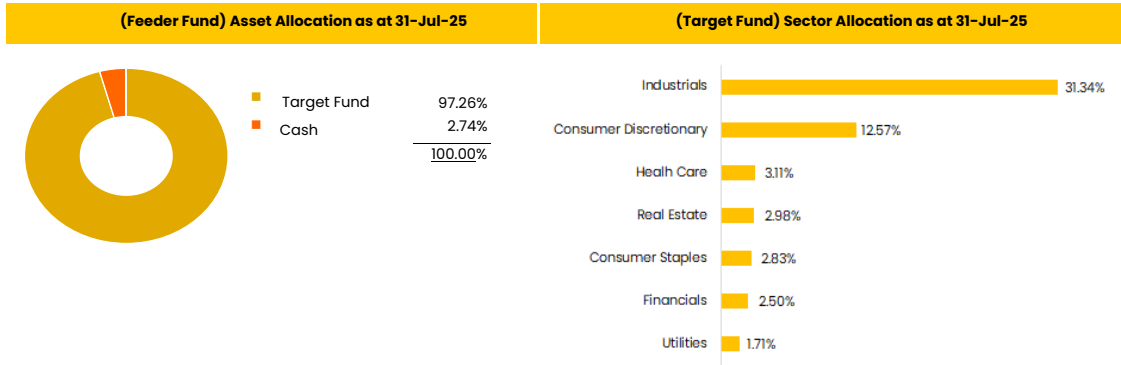 (Feeder Fund) Asset Allocation as at 31-Jul-25
Target Fund 97.26%
Cash 2.74%
100.00%
(Target Fund) Sector Allocation as at 31-Jul-25
Industrials 31.34%
Consumer Discretionary 12.57%
Healh Care 3.11%
Real Estate 2.98%
Consumer Staples 2.83%
Financials 2.50%
Utilities 1.71%